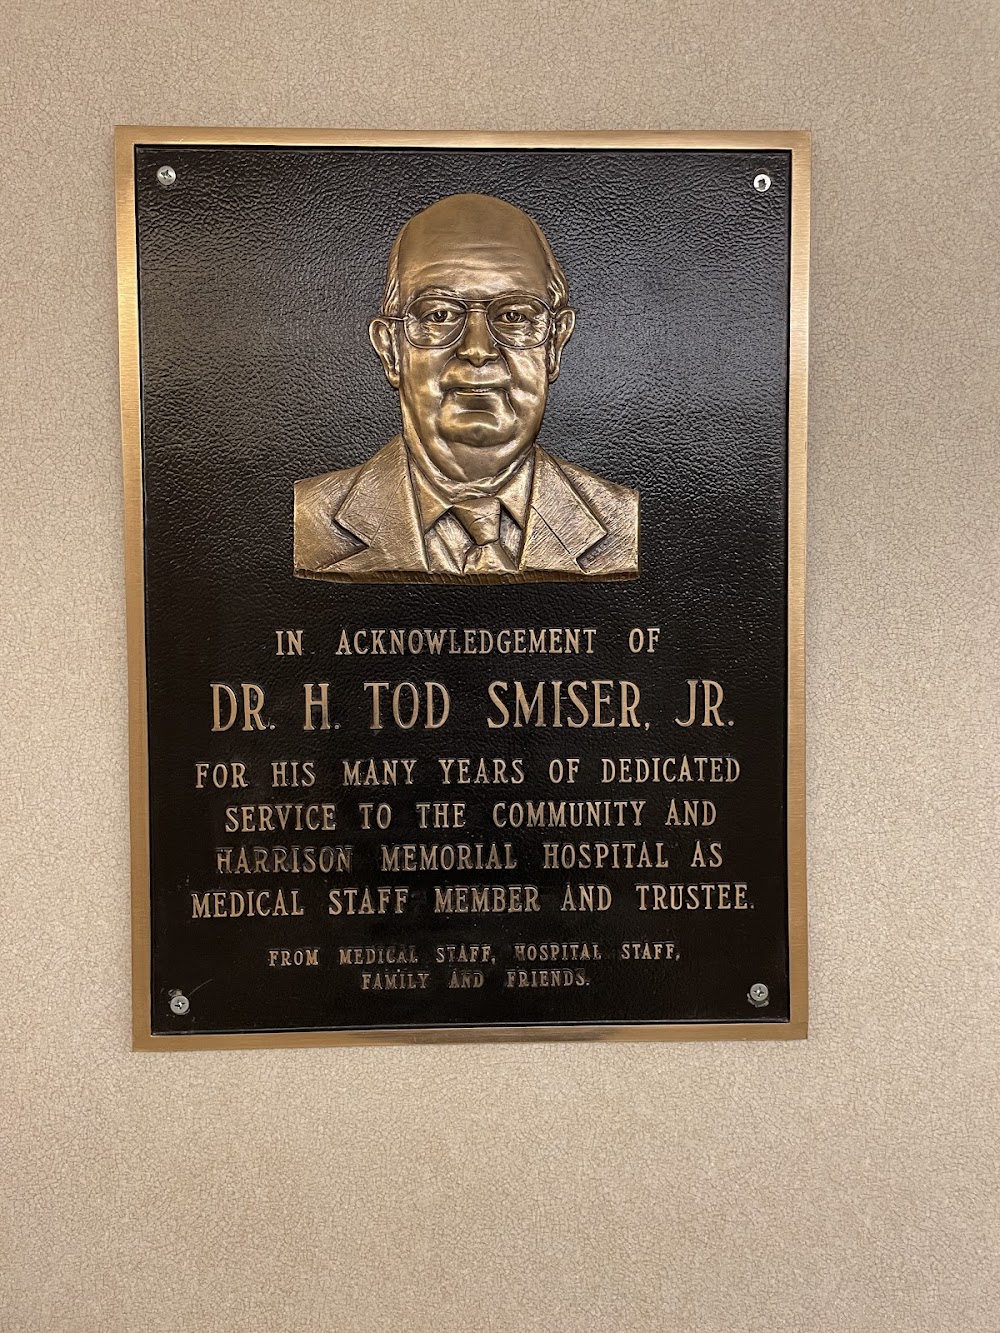 IN ACKNOWLEDGEMENT OF
DR. H. TOD SMISER, JR.
FOR HIS MANY YEARS OF DEDICATED
SERVICE TO THE COMMUNITY AND
HARRISON MEMORIAL HOSPITAL AS
MEDICAL STAFF MEMBER AND TRUSTEE.
FROM MEDICAL STAFF, HOSPITAL STAFF,
FAMILY AND FRIENDS.